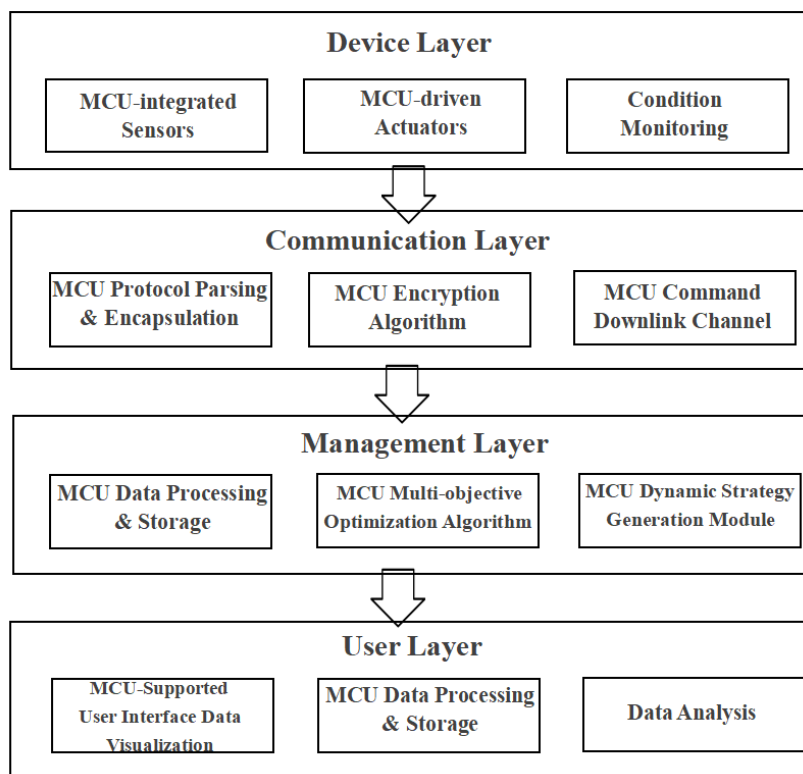 Device Layer
MCU-integrated
Sensors
MCU-driven
Actuators
Condition
Monitoring
Communication Layer
MCU Protocol Parsing
& Encapsulation
MCU Encryption
Algorithm
MCU Command
Downlink Channel
Management Layer
MCU Data Processing
& Storage
MCU Multi-objective
Optimization Algorithm
MCU Dynamic Strategy
Generation Module
User Layer
MCU-Supported
User Interface Data
Visualization
MCU Data Processing
& Storage
Data Analysis